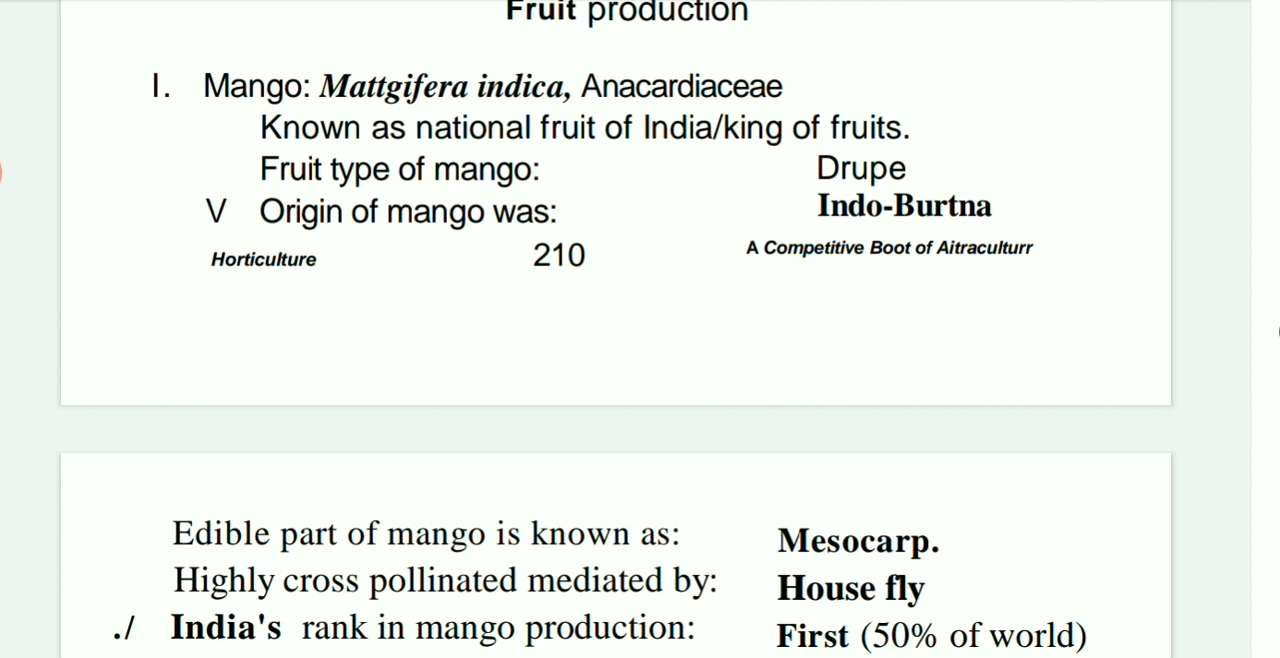 Fruit production
I. Mango: Mattgifera indica, Anacardiaceae
Known as national fruit of India/king of fruits.
Fruit type of mango: Drupe
V Origin of mango was: Indo-Burtna
Horticulture 210 A Competitive Boot of Aitraculturr
Edible part of mango is known as: Mesocarp.
Highly cross pollinated mediated by: House fly
./ India's rank in mango production: First (50% of world)